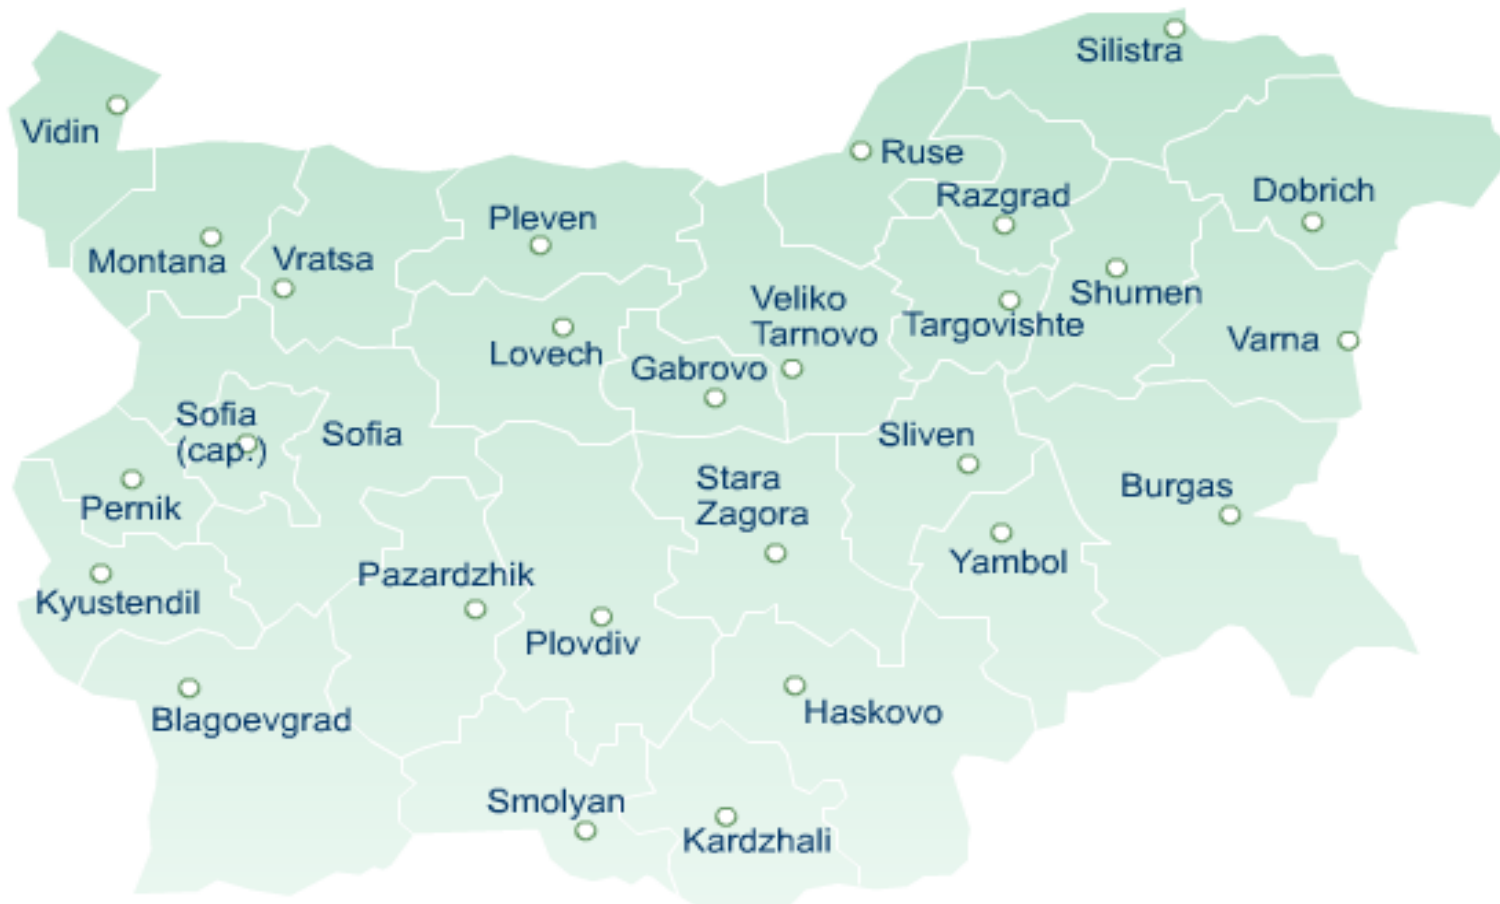 Silistra
Vidin
Ruse
Razgrad
Dobrich
Pleven
Montana
Vratsa
Veliko
Tarnovo
Shumen
Targovishte
Varna
Lovech
Gabrovo
Sofia
(cap.)
Sofia
Sliven
Stara
Zagora
Burgas
Pernik
Yambol
Pazardzhik
Kyustendil
Plovdiv
Blagoevgrad
Haskovo
Smolyan
Kardzhali